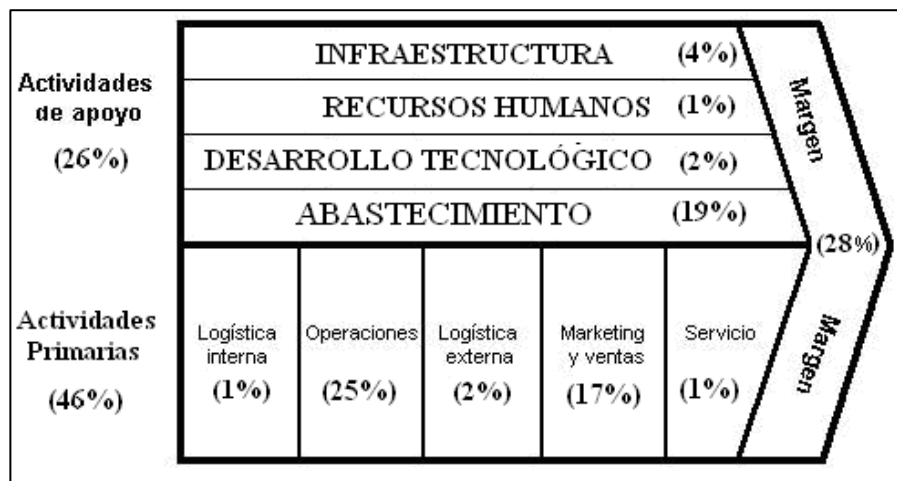 Actividades
de apoyo
(26%)
INFRAESTRUCTURA (4%)
RECURSOS HUMANOS (1%)
DESARROLLO TECNOLÓGICO (2%)
ABASTECIMIENTO (19%)
Margen
(28%)
Margen
Actividades
Primarias
(46%)
Logística
interna
(1%)
Operaciones
(25%)
Logística
externa
(2%)
Marketing
y ventas
(17%)
Servicio
(1%)